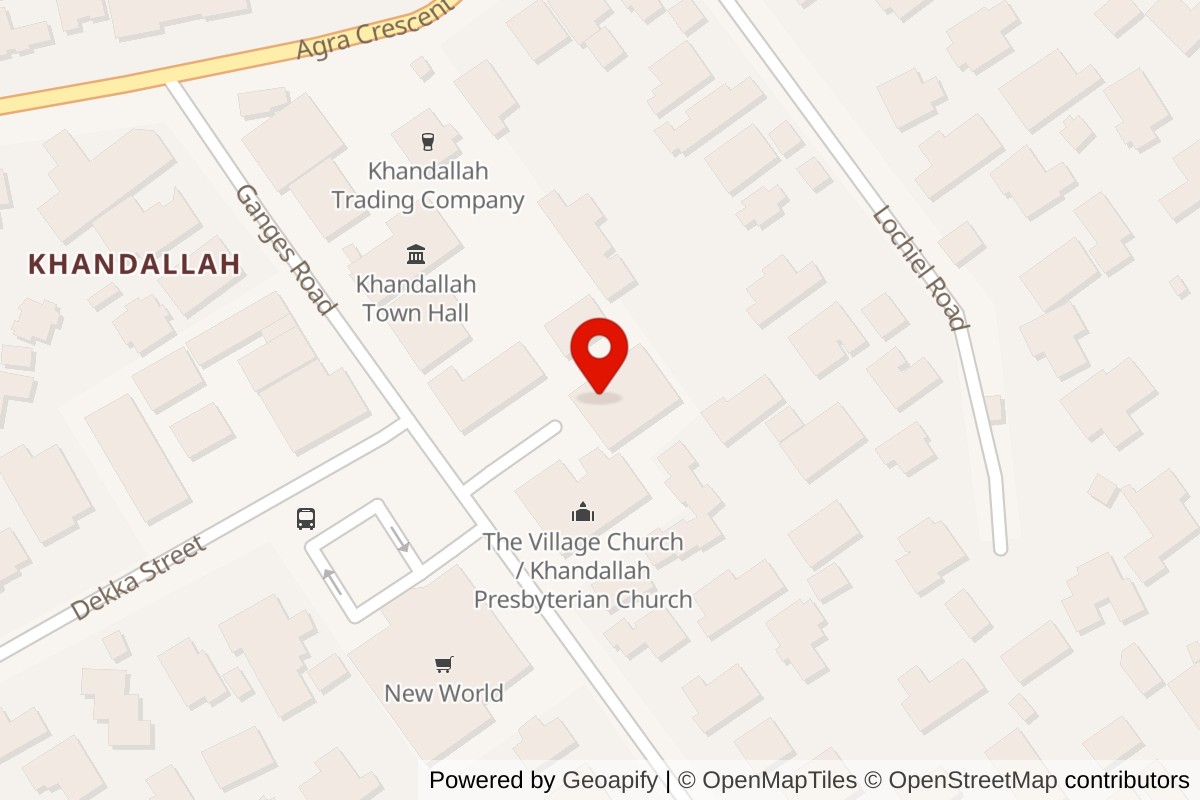 Agra Crescent
Khandallah
Trading Company
Ganges Road
Lochiel Road
KHANDALLAH
Khandallah
Town Hall
The Village Church
/ Khandallah
Presbyterian Church
Dekka Street
New World
Powered by Geoapify | © OpenMapTiles © OpenStreetMap contributors